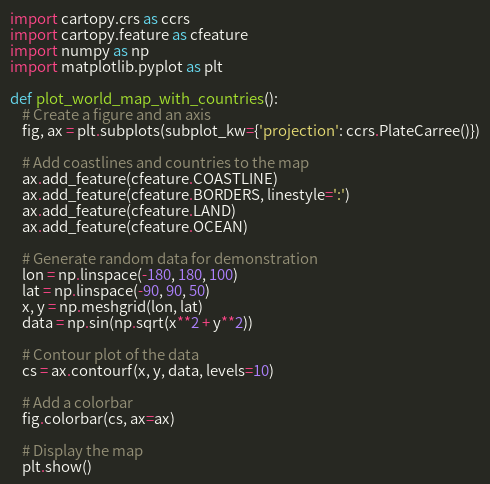 import cartopy.crs as ccrs
import cartopy.feature as cfeature
import numpy as np
import matplotlib.pyplot as plt

def plot_world_map_with_countries():
    # Create a figure and an axis
    fig, ax = plt.subplots(subplot_kw={'projection': ccrs.PlateCarree()})

    # Add coastlines and countries to the map
    ax.add_feature(cfeature.COASTLINE)
    ax.add_feature(cfeature.BORDERS, linestyle=':')
    ax.add_feature(cfeature.LAND)
    ax.add_feature(cfeature.OCEAN)

    # Generate random data for demonstration
    lon = np.linspace(-180, 180, 100)
    lat = np.linspace(-90, 90, 50)
    x, y = np.meshgrid(lon, lat)
    data = np.sin(np.sqrt(x**2 + y**2))

    # Contour plot of the data
    cs = ax.contourf(x, y, data, levels=10)

    # Add a colorbar
    fig.colorbar(cs, ax=ax)

    # Display the map
    plt.show()